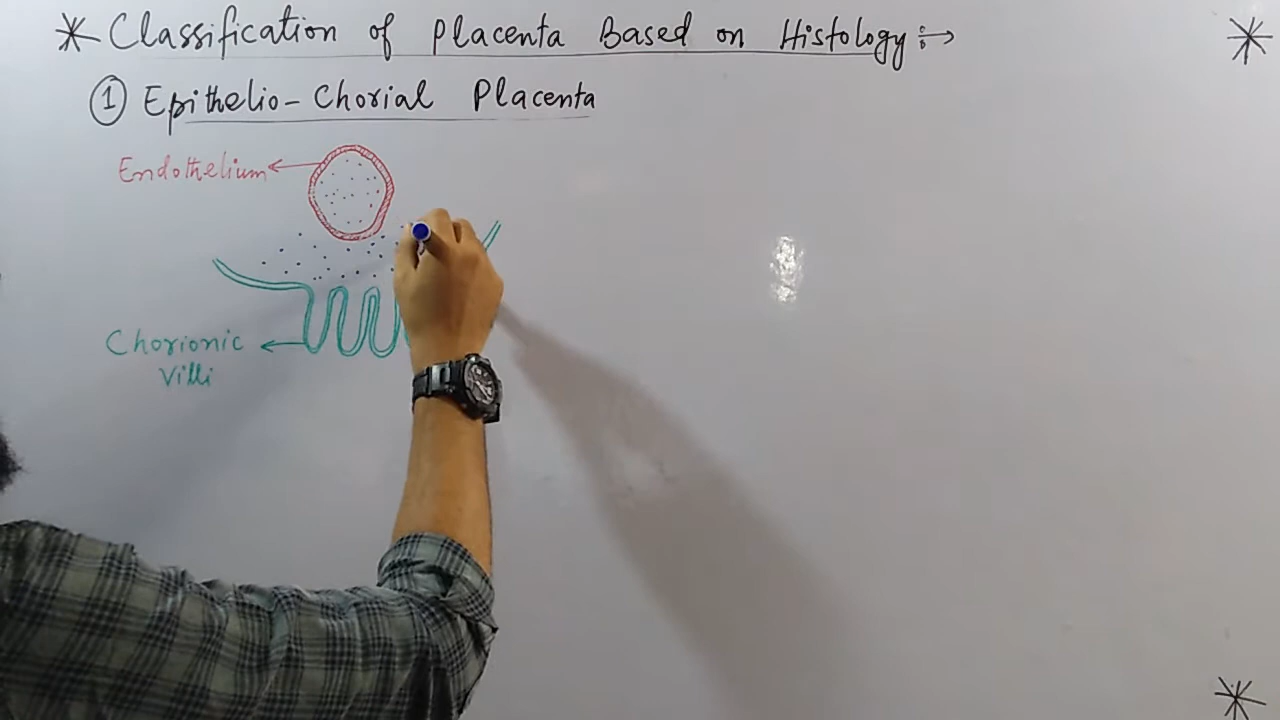 * Classification of Placenta Based on Histology :→
① Epithelio-Chorial Placenta
Endothelium
Chorionic
Villi